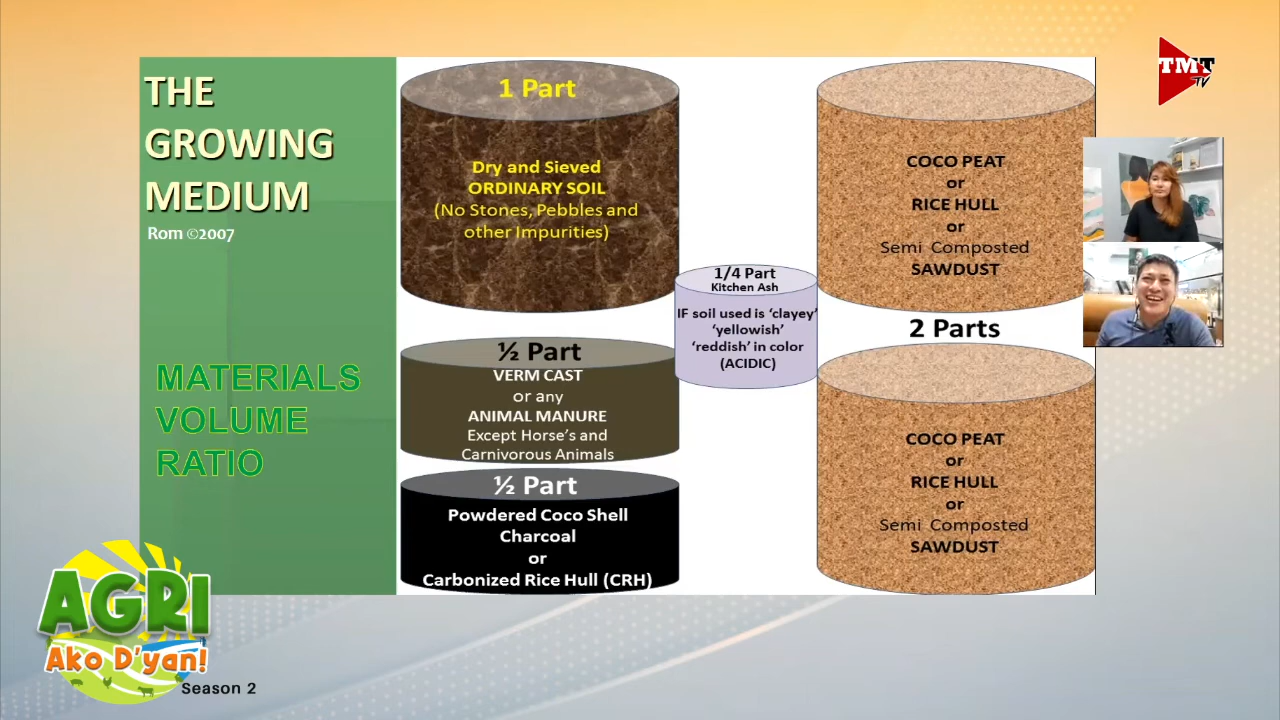 THE
GROWING
MEDIUM
Rom ©2007
MATERIALS
VOLUME
RATIO
1 Part
Dry and Sieved
ORDINARY SOIL
(No Stones, Pebbles and
other Impurities)
½ Part
VERM CAST
or any
ANIMAL MANURE
Except Horse's and
Carnivorous Animals
½ Part
Powdered Coco Shell
Charcoal
or
Carbonized Rice Hull (CRH)
1/4 Part
Kitchen Ash
IF soil used is 'clayey'
'yellowish'
'reddish' in color
(ACIDIC)
COCO PEAT
or
RICE HULL
or
Semi Composted
SAWDUST
2 Parts
COCO PEAT
or
RICE HULL
or
Semi Composted
SAWDUST
TMT
TV
AGRI
Ako D'yan!
Season 2